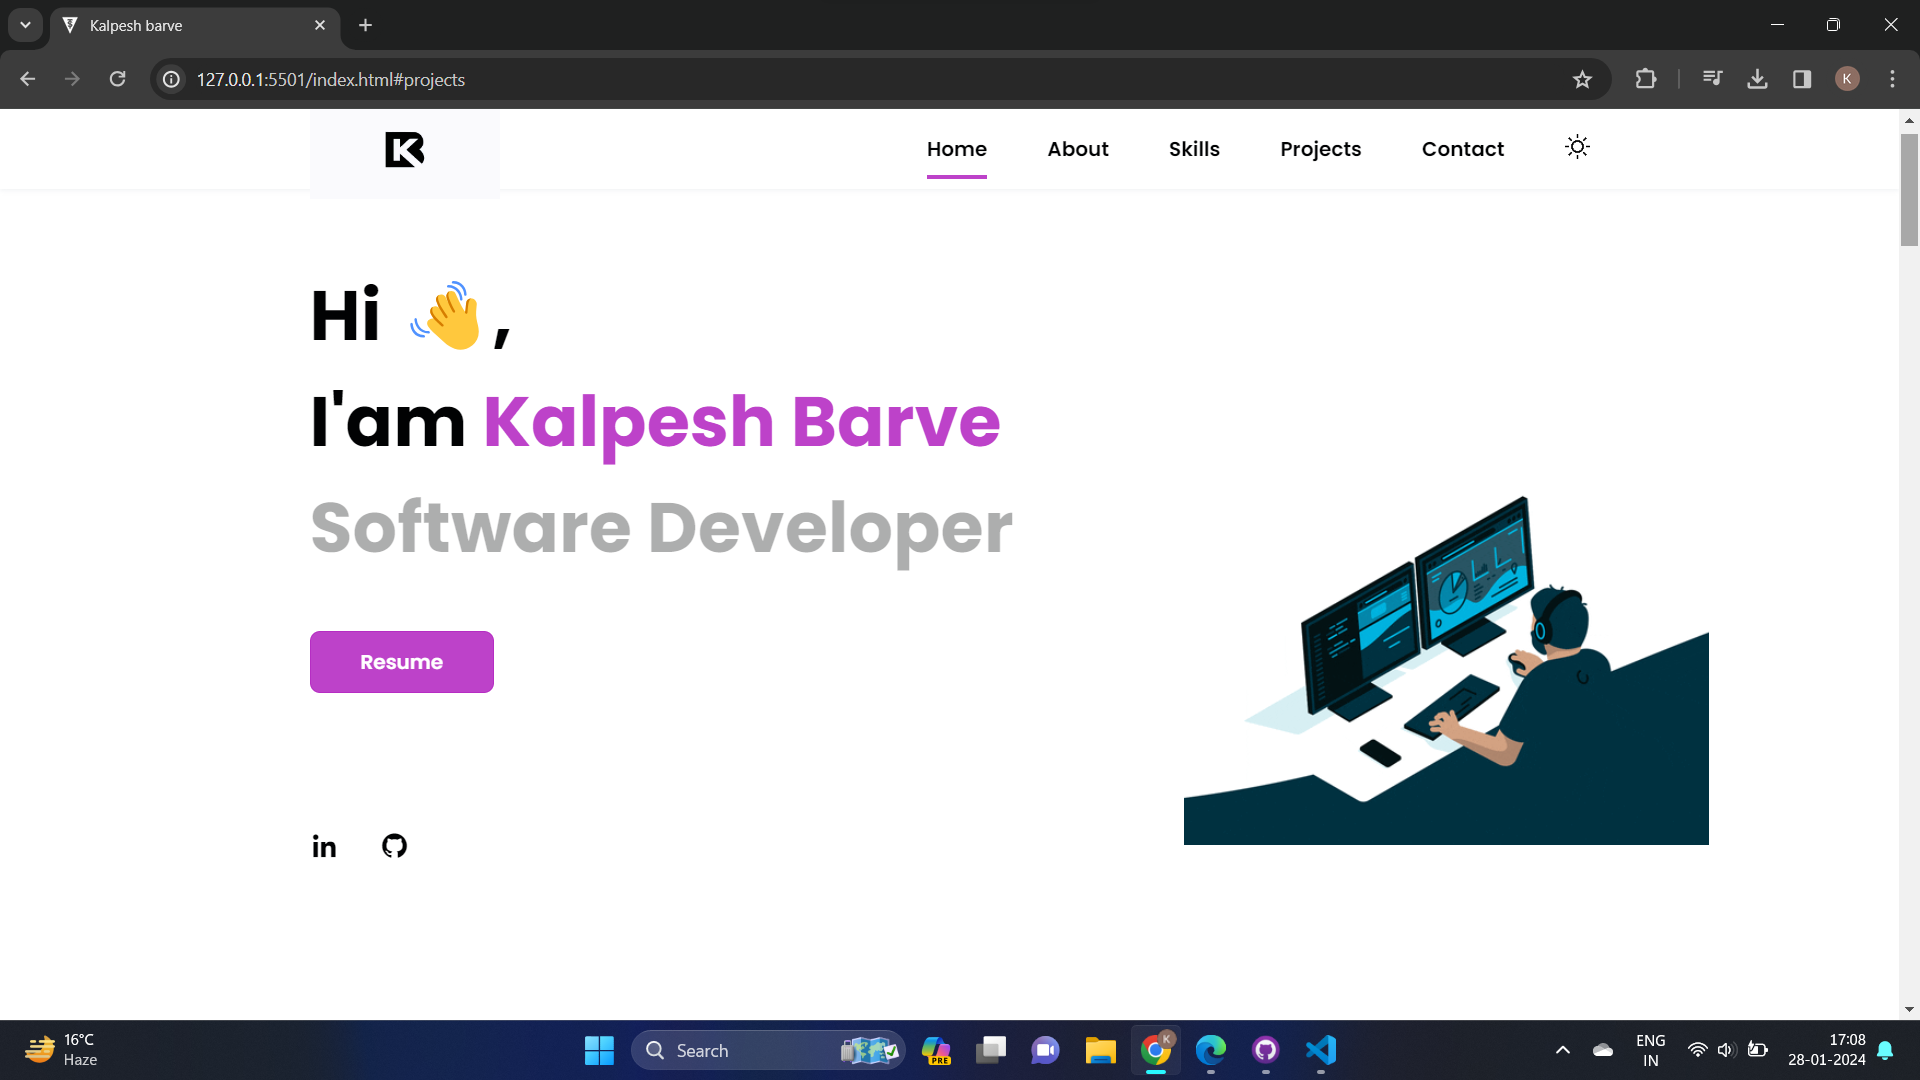 Kalpesh barve
127.0.0.1:5501/index.html#projects
K
Home About Skills Projects Contact
Hi 👋,
I'am Kalpesh Barve
Software Developer
Resume
in
16°C
Haze
Search
PRE
K
ENG
IN
17:08
28-01-2024